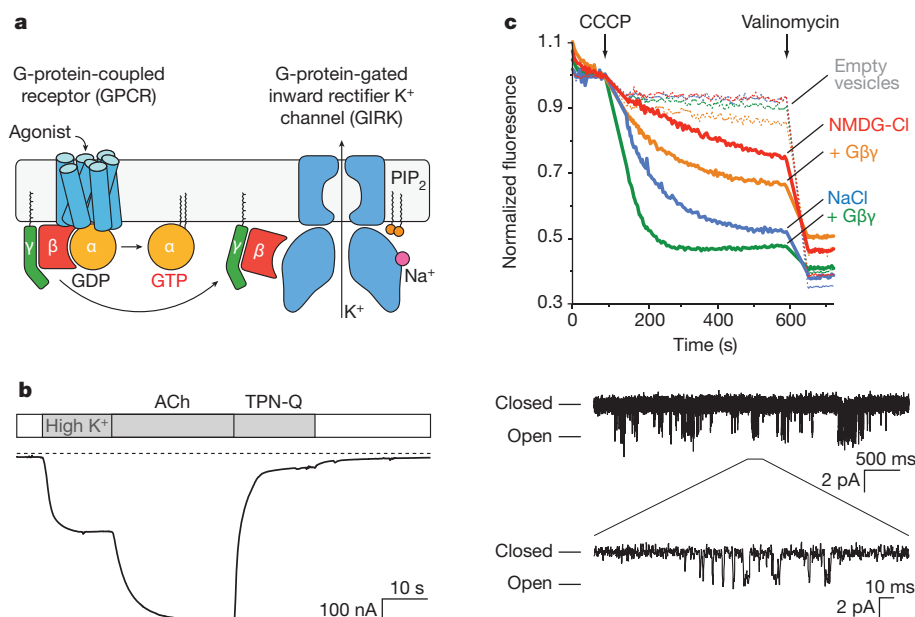 a
G-protein-coupled
receptor (GPCR)
Agonist
γ
β
α
GDP
α
GTP
G-protein-gated
inward rectifier K+
channel (GIRK)
PIP2
γ
β
Na+
K+
b
High K+
ACh
TPN-Q
10 s
100 nA
c
CCCP
Valinomycin
Normalized fluoresence
1.1
0.9
0.7
0.5
0.3
0
200
400
600
Time (s)
Empty
vesicles
NMDG-Cl
+ Gβγ
NaCl
+ Gβγ
Closed
Open
500 ms
2 pA
Closed
Open
10 ms
2 pA